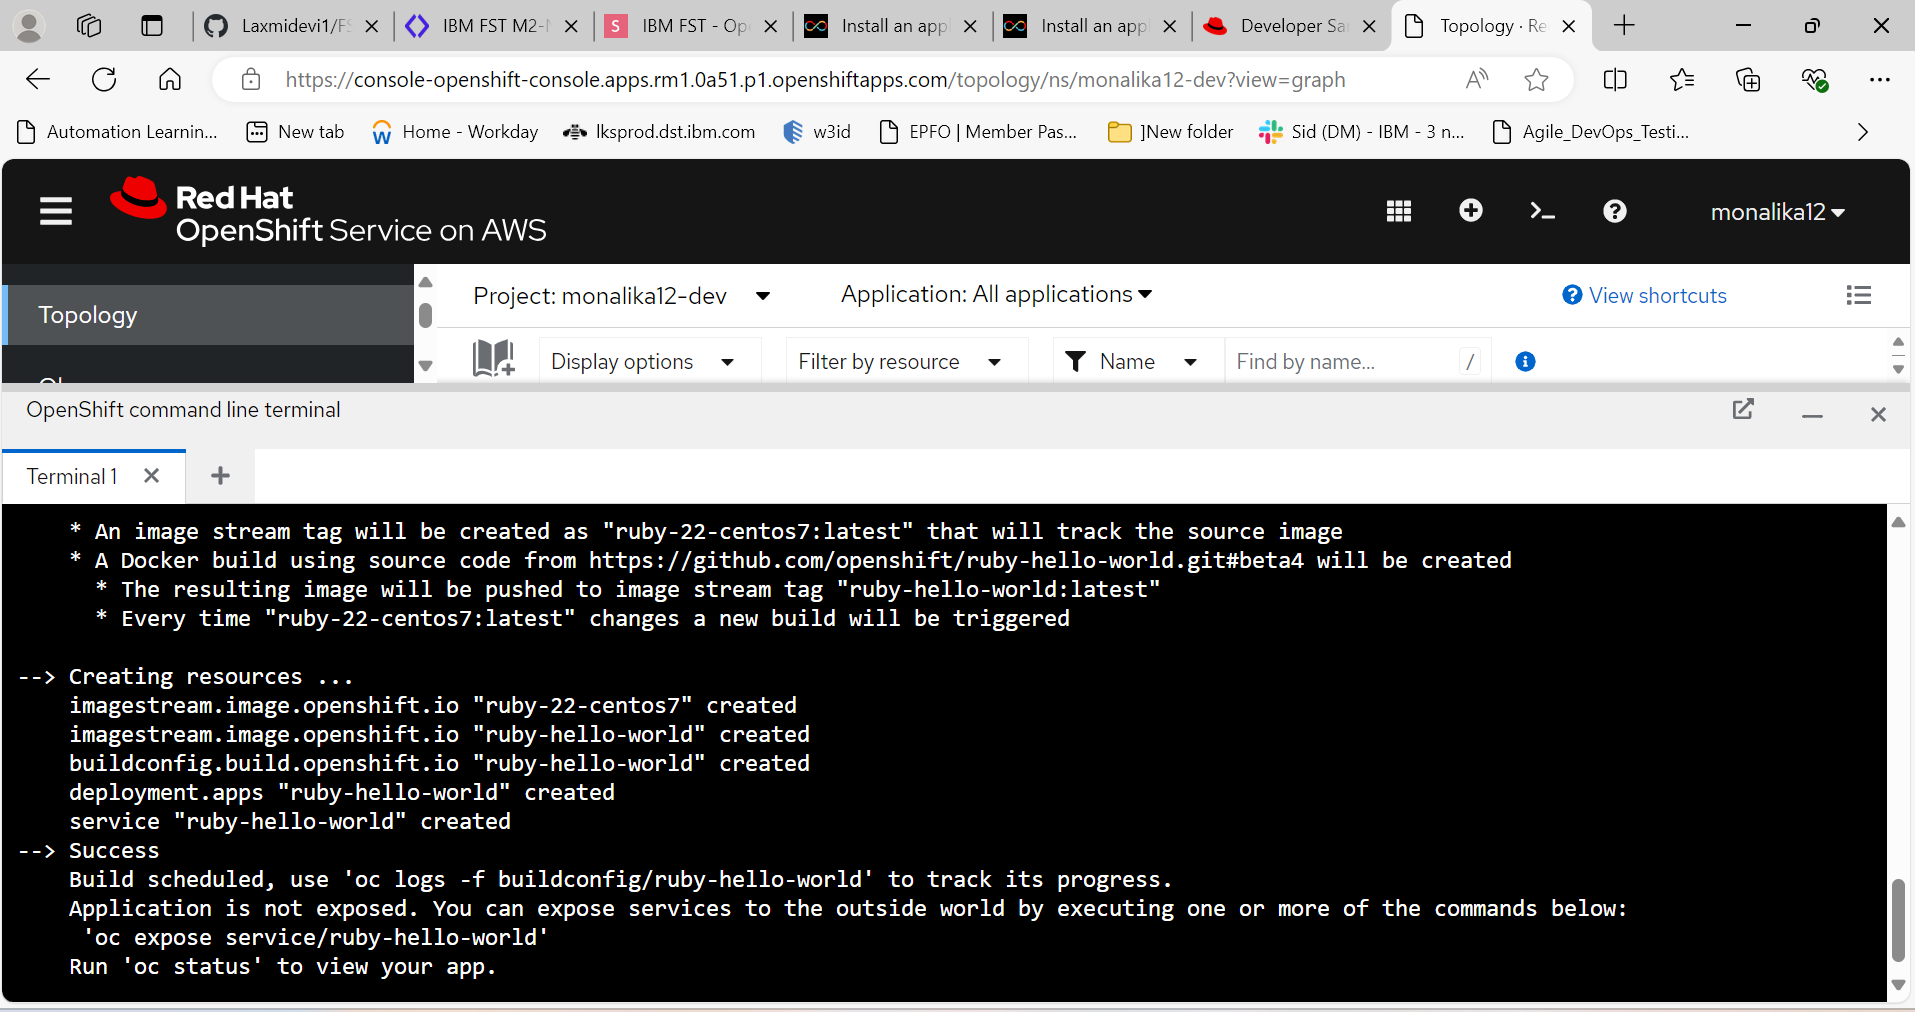 Laxmidevi1/FS
IBM FST M2-
IBM FST - Op
Install an app
Install an app
Developer Sa
Topology · Re
https://console-openshift-console.apps.rm1.0a51.p1.openshiftapps.com/topology/ns/monalika12-dev?view=graph
Automation Learnin...
New tab
Home - Workday
lksprod.dst.ibm.com
w3id
EPFO | Member Pas...
]New folder
Sid (DM) - IBM - 3 n...
Agile_DevOps_Testi...
Red Hat
OpenShift Service on AWS
monalika12
Topology
Project: monalika12-dev
Application: All applications
View shortcuts
Display options
Filter by resource
Name
Find by name...
/
OpenShift command line terminal
Terminal 1
* An image stream tag will be created as "ruby-22-centos7:latest" that will track the source image
* A Docker build using source code from https://github.com/openshift/ruby-hello-world.git#beta4 will be created
* The resulting image will be pushed to image stream tag "ruby-hello-world:latest"
* Every time "ruby-22-centos7:latest" changes a new build will be triggered
--> Creating resources ...
imagestream.image.openshift.io "ruby-22-centos7" created
imagestream.image.openshift.io "ruby-hello-world" created
buildconfig.build.openshift.io "ruby-hello-world" created
deployment.apps "ruby-hello-world" created
service "ruby-hello-world" created
--> Success
Build scheduled, use 'oc logs -f buildconfig/ruby-hello-world' to track its progress.
Application is not exposed. You can expose services to the outside world by executing one or more of the commands below:
'oc expose service/ruby-hello-world'
Run 'oc status' to view your app.